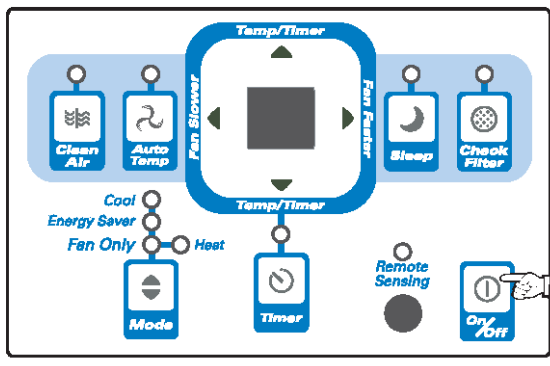 Temp/Timer
Fan Slower
Fan Faster
Clean
Air
Auto
Temp
Sleep
Check
Filter
Temp/Timer
Cool
Energy Saver
Fan Only
Heat
Mode
Timer
Remote
Sensing
On/Off